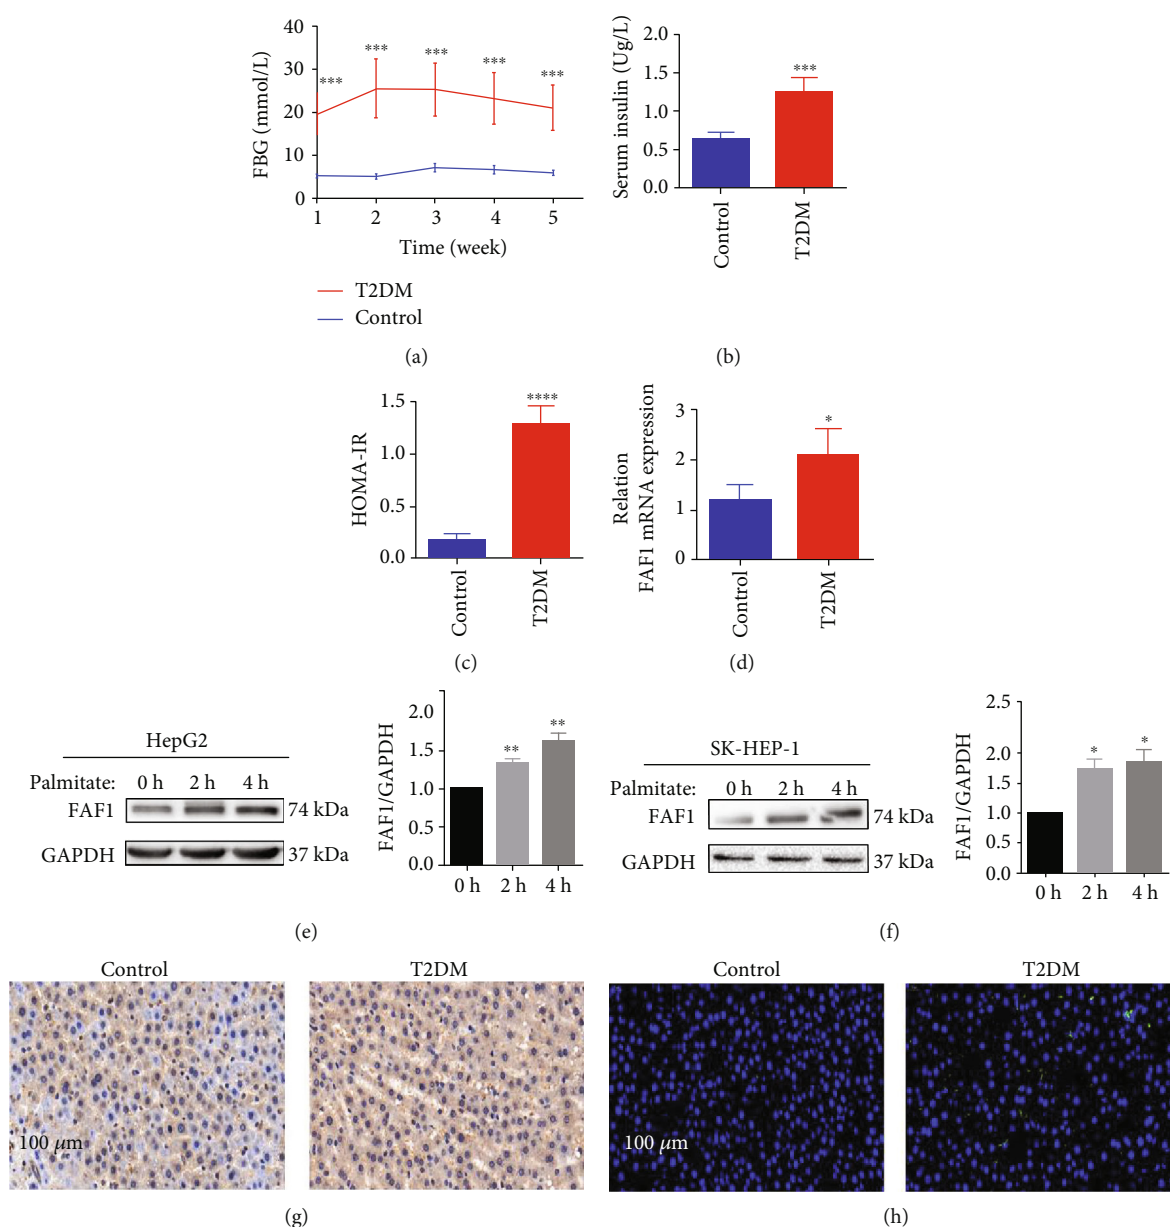 40
30
20
10
0
FBG (mmol/L)
***
***
***
***
***
1 2 3 4 5
Time (week)
T2DM
Control
(a)
2.0
1.5
1.0
0.5
0.0
Serum insulin (Ug/L)
***
Control
T2DM
(b)
1.5
1.0
0.5
0.0
HOMA-IR
****
Control
T2DM
(c)
3
2
1
0
Relation
FAF1 mRNA expression
*
Control
T2DM
(d)
HepG2
Palmitate: 0 h 2 h 4 h
FAF1 74 kDa
GAPDH 37 kDa
2.0
1.5
1.0
0.5
0.0
FAF1/GAPDH
**
**
0 h 2 h 4 h
(e)
SK-HEP-1
Palmitate: 0 h 2 h 4 h
FAF1 74 kDa
GAPDH 37 kDa
2.5
2.0
1.5
1.0
0.5
0.0
FAF1/GAPDH
*
*
0 h 2 h 4 h
(f)
Control T2DM
100 μm
(g)
Control T2DM
100 μm
(h)